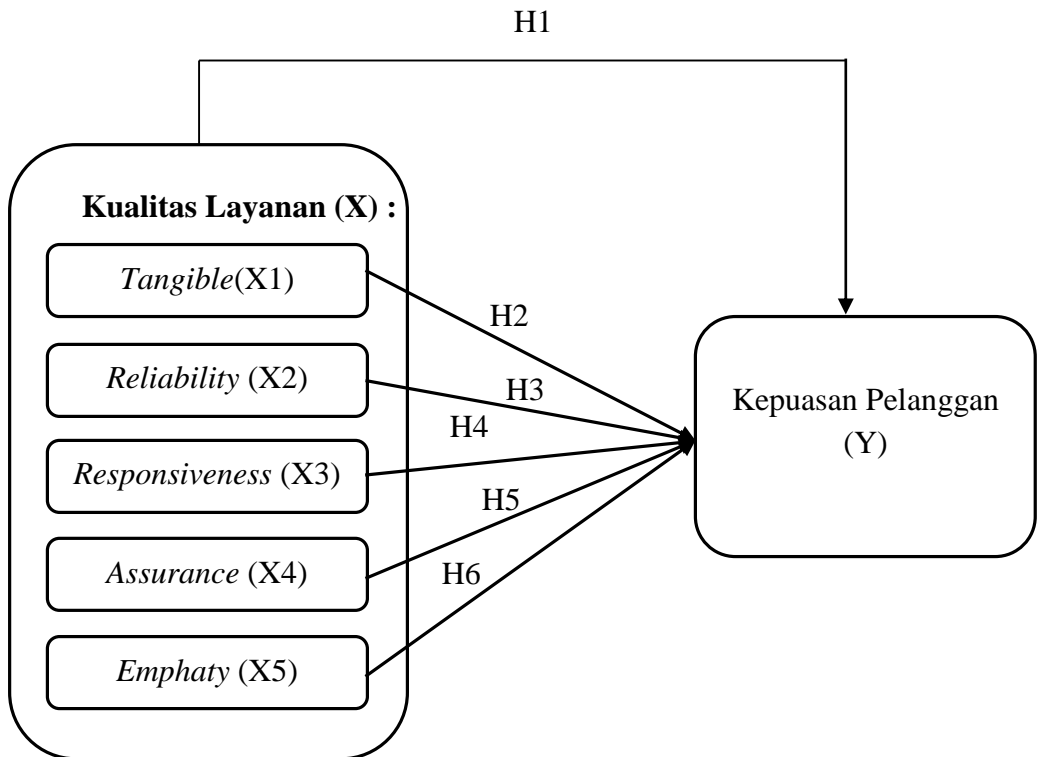 H1
Kualitas Layanan (X) :
Tangible(X1)
H2
Reliability (X2)
H3
H4
Responsiveness (X3)
H5
Assurance (X4)
H6
Emphaty (X5)
Kepuasan Pelanggan
(Y)